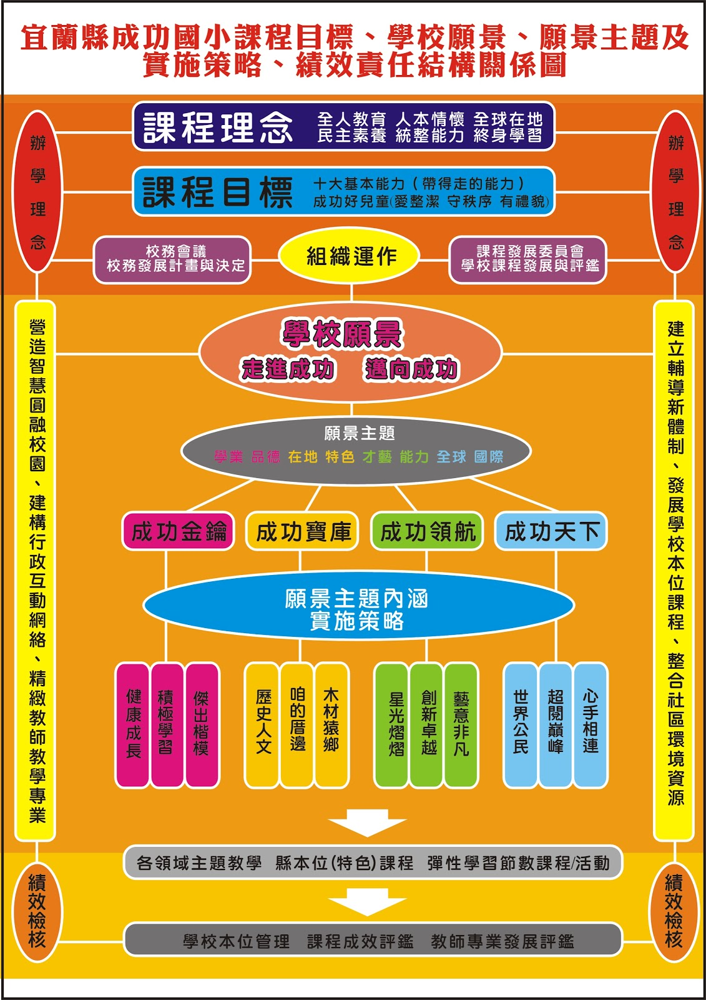 宜蘭縣成功國小課程目標、學校願景、願景主題及
實施策略、績效責任結構關係圖
辦學理念
課程理念
全人教育 人本情懷 全球在地
民主素養 統整能力 終身學習
辦學理念
課程目標
十大基本能力（帶得走的能力）
成功好兒童(愛整潔 守秩序 有禮貌)
校務會議
校務發展計畫與決定
組織運作
課程發展委員會
學校課程發展與評鑑
營造智慧圓融校園、建構行政互動網絡、精緻教師教學專業
學校願景
走進成功 邁向成功
建立輔導新體制、發展學校本位課程、整合社區環境資源
願景主題
學業 品德 在地 特色 才藝 能力 全球 國際
成功金鑰
成功寶庫
成功領航
成功天下
願景主題內涵
實施策略
健康成長
積極學習
傑出楷模
歷史人文
咱的厝邊
木材猿鄉
星光熠熠
創新卓越
藝意非凡
世界公民
超閱巔峰
心手相連
各領域主題教學 縣本位(特色)課程 彈性學習節數課程/活動
績效檢核
學校本位管理 課程成效評鑑 教師專業發展評鑑
績效檢核